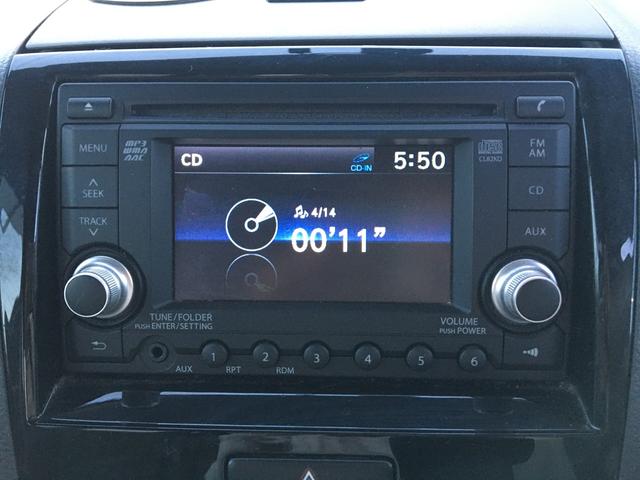 MENU
MP3
WMA
AAC
SEEK
TRACK
CD
CD-IN
5:50
4/14
00'11"
CL82KD
FM
AM
CD
AUX
TUNE/FOLDER
PUSH ENTER/SETTING
VOLUME
PUSH POWER
1
2
3
4
5
6
AUX
RPT
RDM